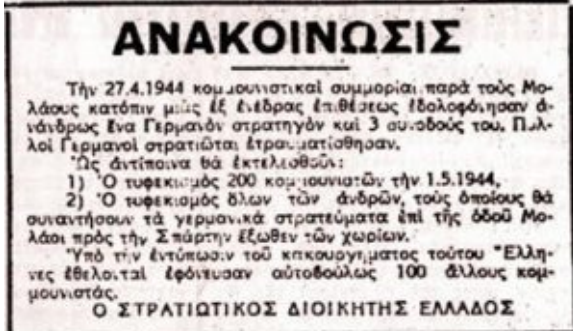 ΑΝΑΚΟΙΝΩΣΙΣ
Τὴν 27.4.1944 κομμουνιστικαὶ συμμορίαι παρὰ τοὺς Μο-
λάους κατόπιν μιᾶς ἐξ ἐνέδρας ἐπιθέσεως ἐδολοφόνησαν ἀ-
νάνδρως ἕνα Γερμανὸν στρατηγὸν καὶ 3 συνοδούς του. Πολ-
λοὶ Γερμανοὶ στρατιῶται ἐτραυματίσθησαν.
Ὡς ἀντίποινα θὰ ἐκτελεσθοῦν:
1) Ὁ τυφεκισμὸς 200 κομμουνιστῶν τὴν 1.5.1944,
2) Ὁ τυφεκισμὸς ὅλων τῶν ἀνδρῶν, τοὺς ὁποίους θὰ
συναντήσουν τὰ γερμανικὰ στρατεύματα ἐπὶ τῆς ὁδοῦ Μο-
λάοι πρὸς τὴν Σπάρτην ἔξωθεν τῶν χωρίων.
Ὑπὸ τὴν ἐντύπωσιν τοῦ κακουργήματος τούτου Ἕλλη-
νες ἐθελονταὶ ἐφόνευσαν αὐτοβούλως 100 ἄλλους κομ-
μουνιστάς.
Ο ΣΤΡΑΤΙΩΤΙΚΟΣ ΔΙΟΙΚΗΤΗΣ ΕΛΛΑΔΟΣ